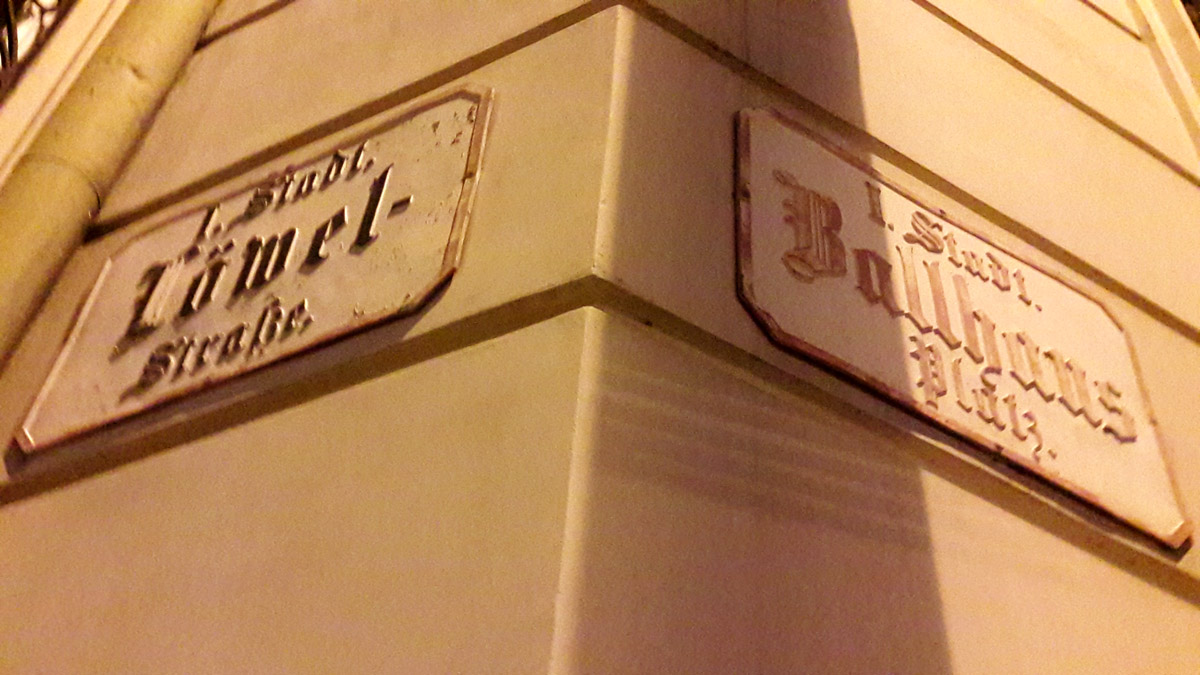 I. Stadt,
Löwel-
Straße.
I. Stadt.
Ballhaus
Platz.